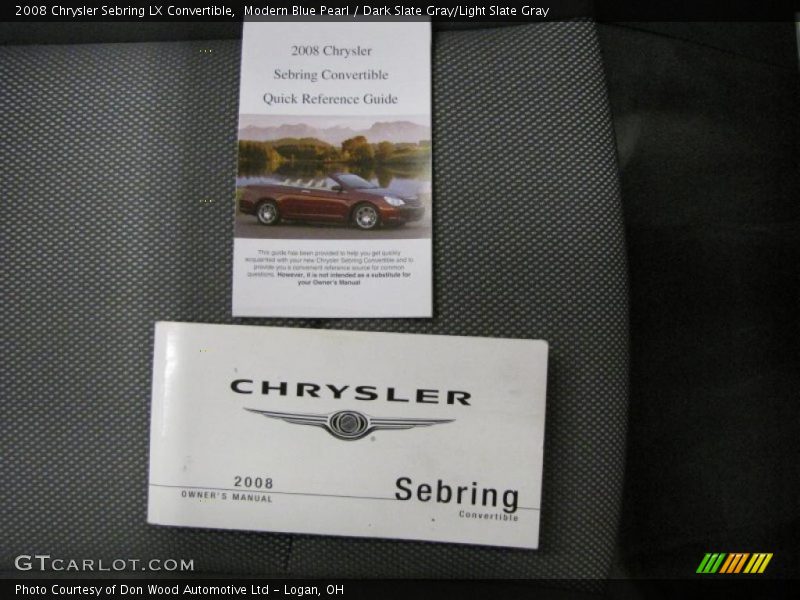 2008 Chrysler Sebring LX Convertible,  Modern Blue Pearl / Dark Slate Gray/Light Slate Gray
2008 Chrysler
Sebring Convertible
Quick Reference Guide
This guide has been provided to help you get quickly
acquainted with your new Chrysler Sebring Convertible and to
provide you a convenient reference source for common
questions. However, it is not intended as a substitute for
your Owner's Manual
CHRYSLER
®
2008
OWNER'S MANUAL
Sebring
Convertible
GTCARLOT.COM
Photo Courtesy of Don Wood Automotive Ltd - Logan, OH